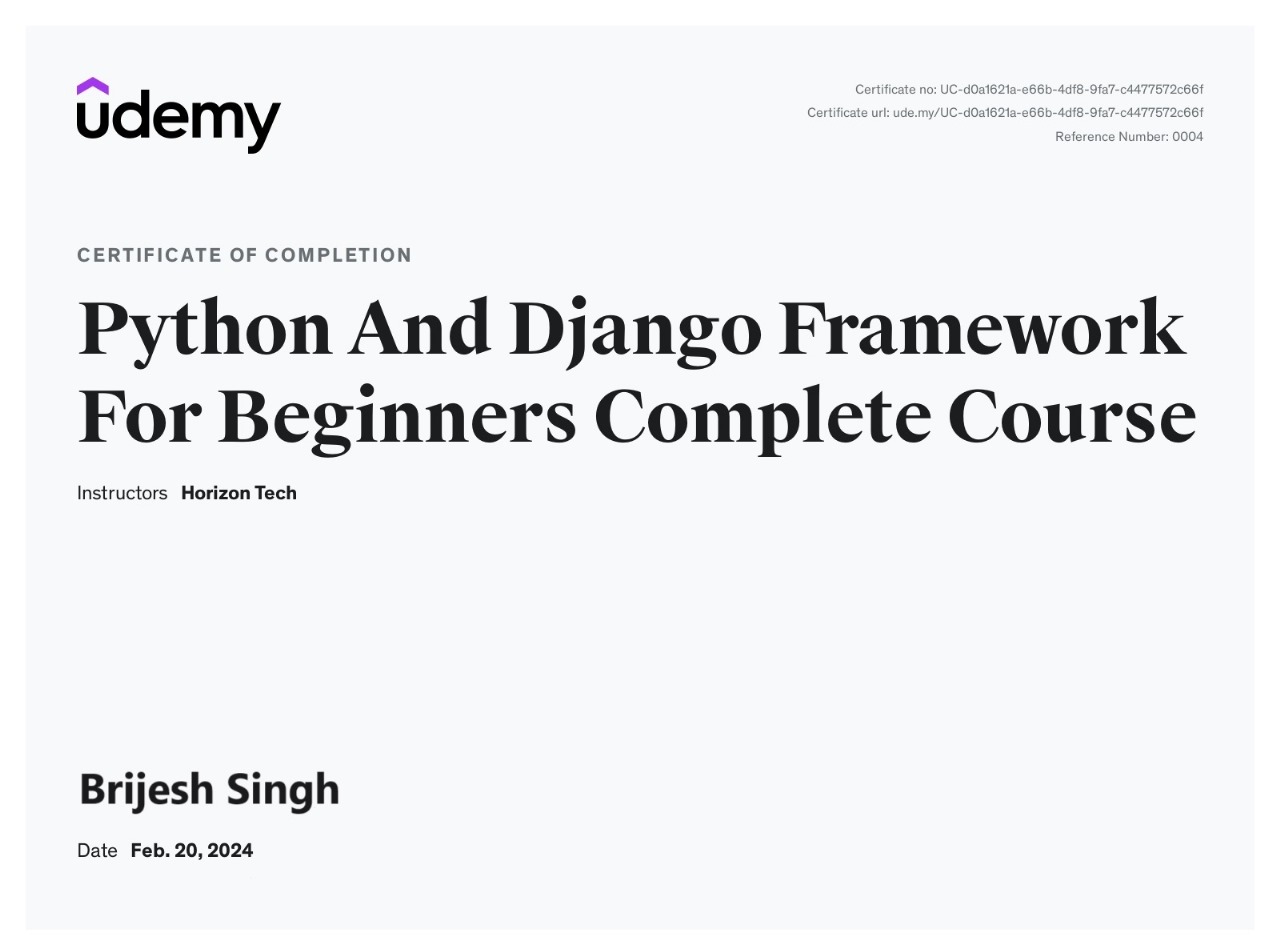 udemy
Certificate no: UC-d0a1621a-e66b-4df8-9fa7-c4477572c66f
Certificate url: ude.my/UC-d0a1621a-e66b-4df8-9fa7-c4477572c66f
Reference Number: 0004
CERTIFICATE OF COMPLETION
Python And Django Framework
For Beginners Complete Course
Instructors Horizon Tech
Brijesh Singh
Date Feb. 20, 2024